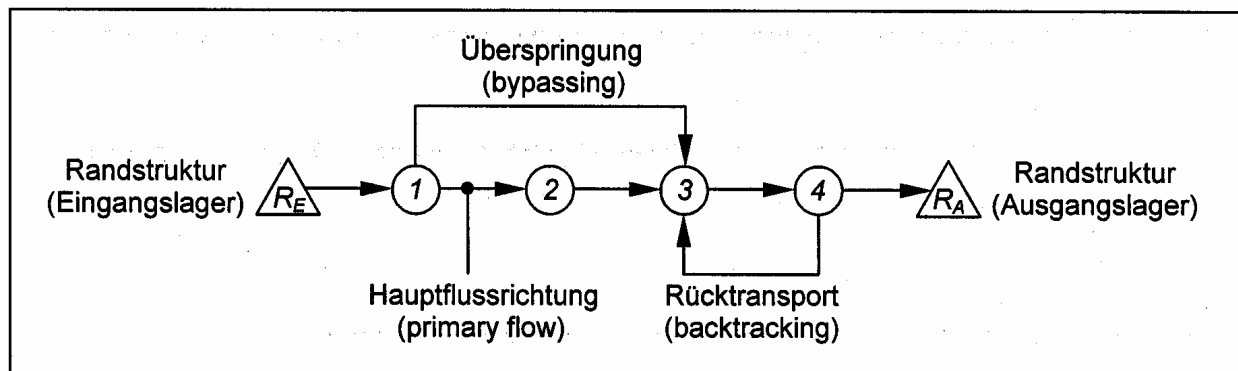 Überspringung
(bypassing)
Randstruktur
(Eingangslager)
R_E
1
2
3
4
R_A
Randstruktur
(Ausgangslager)
Hauptflussrichtung
(primary flow)
Rücktransport
(backtracking)